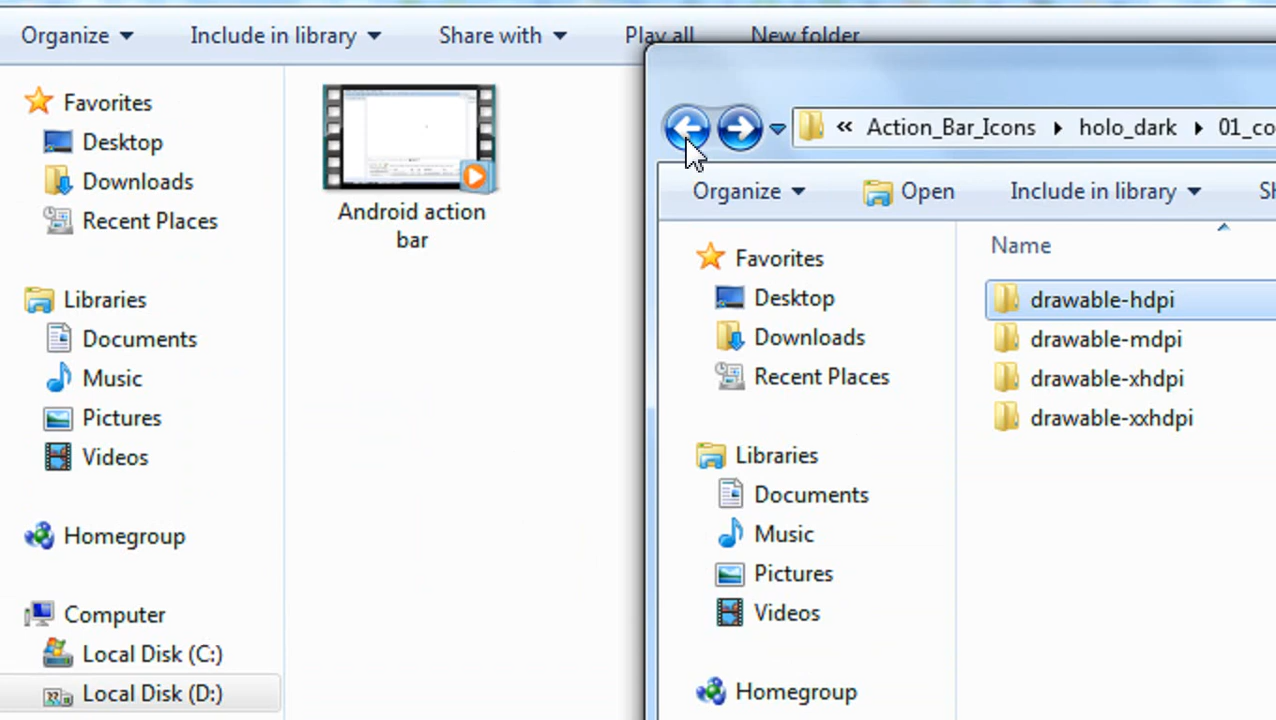 Organize Include in library Share with Play all New folder
Favorites
Desktop
Downloads
Recent Places
Libraries
Documents
Music
Pictures
Videos
Homegroup
Computer
Local Disk (C:)
Local Disk (D:)
Android action
bar
« Action_Bar_Icons holo_dark 01_co
Organize Open Include in library
Favorites
Desktop
Downloads
Recent Places
Libraries
Documents
Music
Pictures
Videos
Homegroup
Name
drawable-hdpi
drawable-mdpi
drawable-xhdpi
drawable-xxhdpi